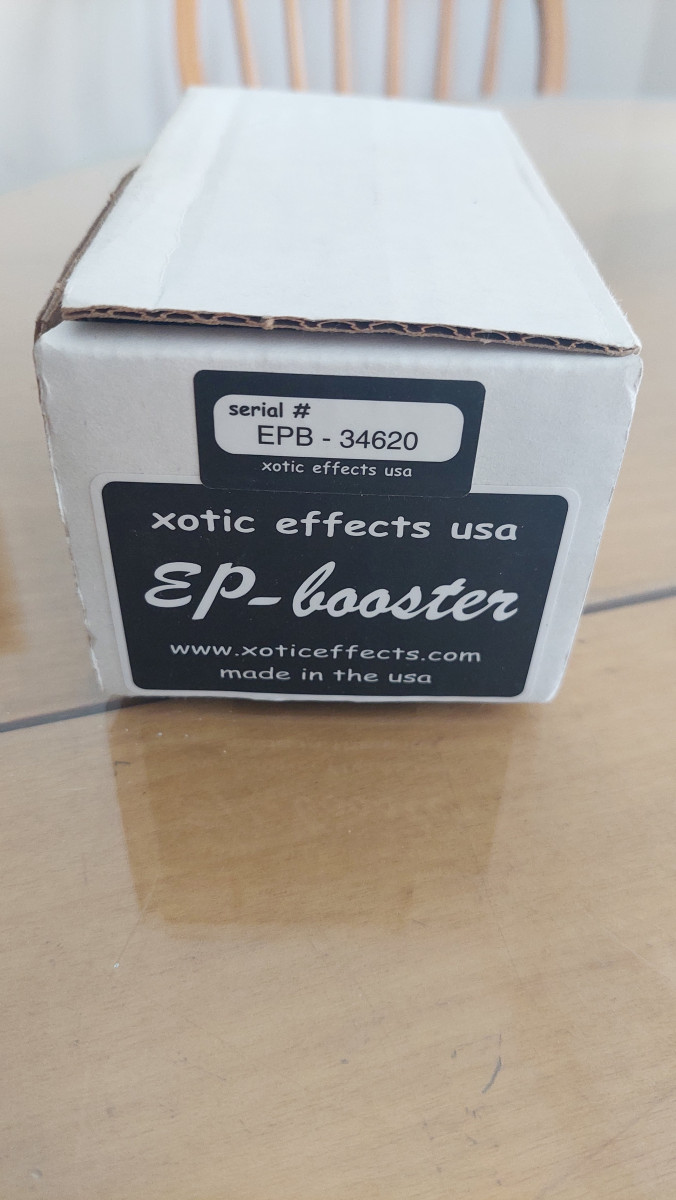 serial #
EPB - 34620
xotic effects usa
xotic effects usa
EP-booster
www.xoticeffects.com
made in the usa